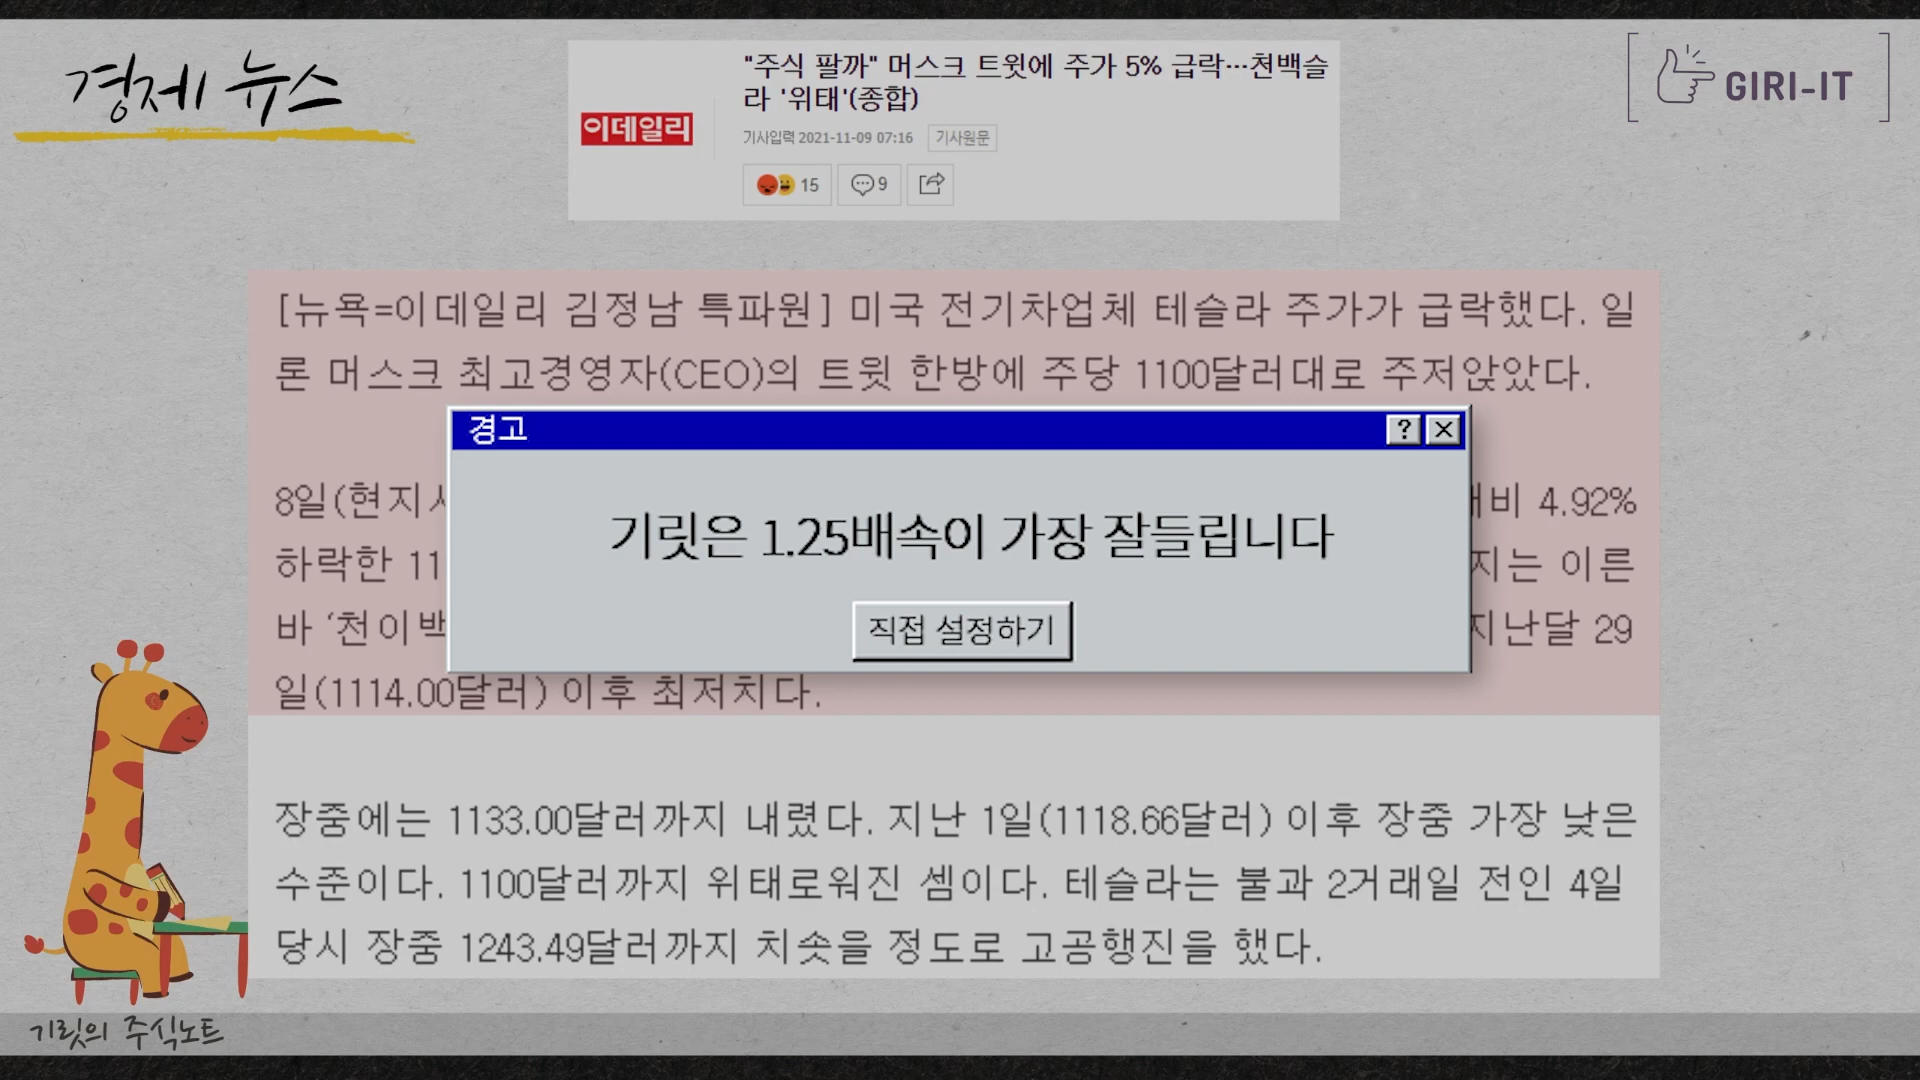 경제 뉴스
"주식 팔까" 머스크 트윗에 주가 5% 급락…천백슬
라 '위태'(종합)
이데일리
기사입력 2021-11-09 07:16 기사원문
15 9
GIRI-IT
[뉴욕=이데일리 김정남 특파원] 미국 전기차업체 테슬라 주가가 급락했다. 일
론 머스크 최고경영자(CEO)의 트윗 한방에 주당 1100달러대로 주저앉았다.
경고 ? X
기릿은 1.25배속이 가장 잘들립니다
직접 설정하기
8일(현지 4.92%
하락한 11 지는 이른
바 ‘천이백 지난달 29
일(1114.00달러) 이후 최저치다.
장중에는 1133.00달러까지 내렸다. 지난 1일(1118.66달러) 이후 장중 가장 낮은
수준이다. 1100달러까지 위태로워진 셈이다. 테슬라는 불과 2거래일 전인 4일
당시 장중 1243.49달러까지 치솟을 정도로 고공행진을 했다.
기릿의 주식노트